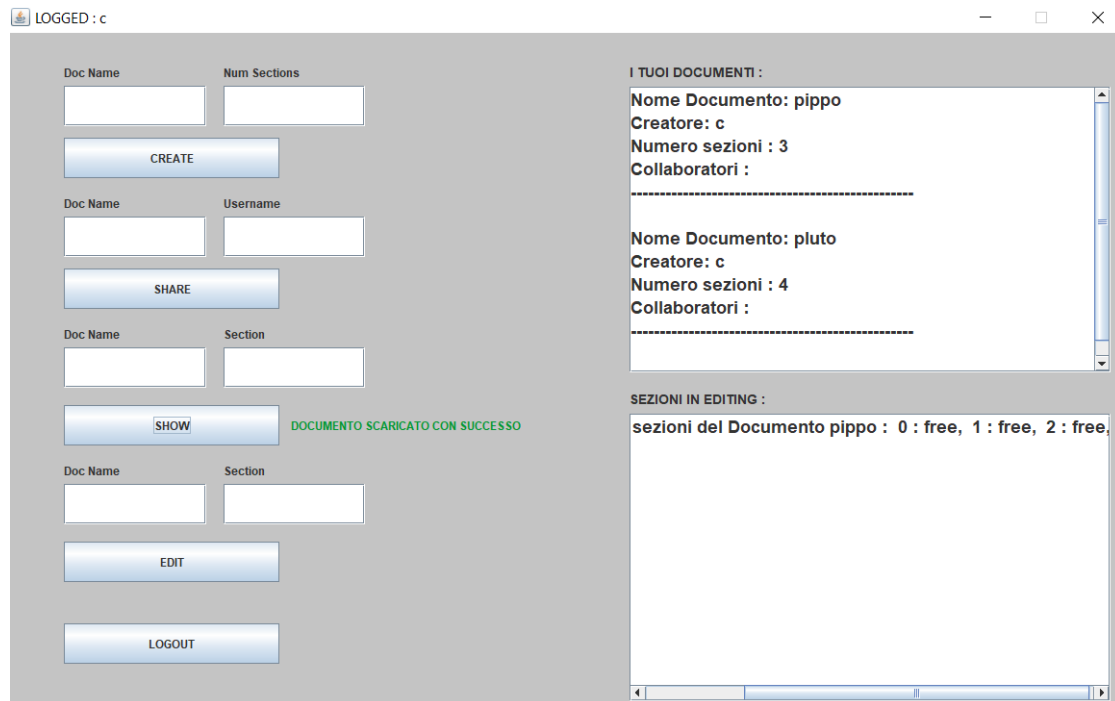 LOGGED : c
Doc Name Num Sections
CREATE
Doc Name Username
SHARE
Doc Name Section
SHOW DOCUMENTO SCARICATO CON SUCCESSO
Doc Name Section
EDIT
LOGOUT
I TUOI DOCUMENTI :
Nome Documento: pippo
Creatore: c
Numero sezioni : 3
Collaboratori :
-------------------------------------------------
Nome Documento: pluto
Creatore: c
Numero sezioni : 4
Collaboratori :
-------------------------------------------------
SEZIONI IN EDITING :
sezioni del Documento pippo : 0 : free, 1 : free, 2 : free,